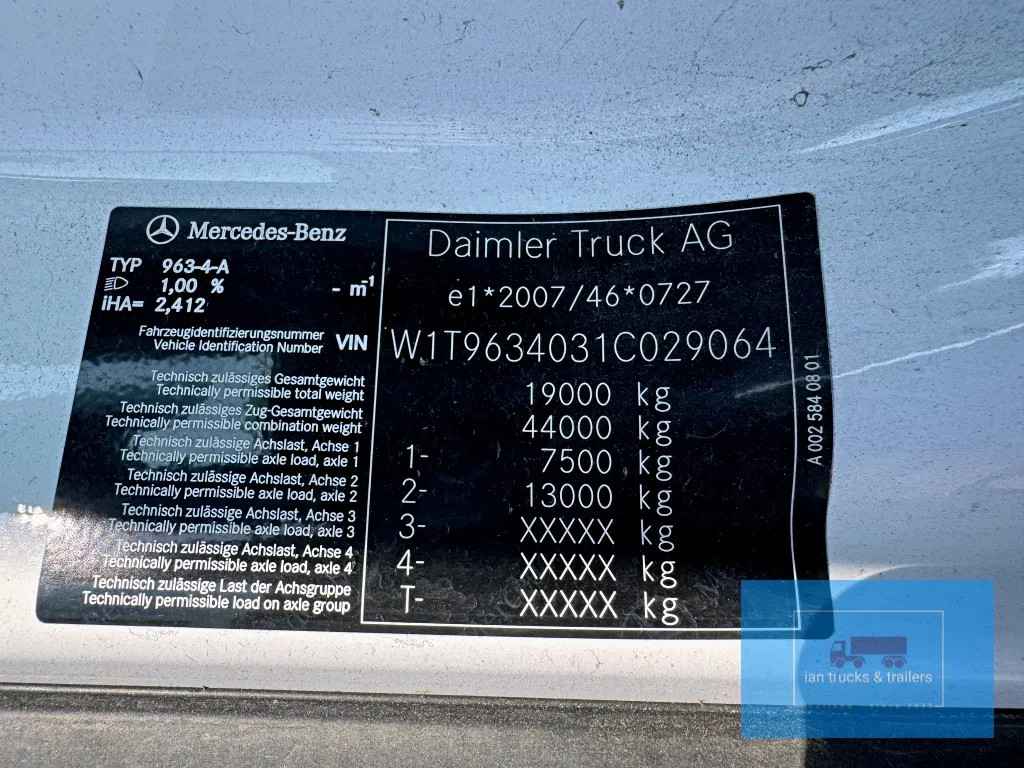 Mercedes-Benz
TYP 963-4-A
1,00 % - m⁻¹
iHA= 2,412
Daimler Truck AG
e1*2007/46*0727
Fahrzeugidentifizierungsnummer
Vehicle Identification Number VIN W1T9634031C029064
Technisch zulässiges Gesamtgewicht
Technically permissible total weight 19000 kg
Technisch zulässiges Zug-Gesamtgewicht
Technically permissible combination weight 44000 kg
Technisch zulässige Achslast, Achse 1
Technically permissible axle load, axle 1 1- 7500 kg
Technisch zulässige Achslast, Achse 2
Technically permissible axle load, axle 2 2- 13000 kg
Technisch zulässige Achslast, Achse 3
Technically permissible axle load, axle 3 3- XXXXX kg
Technisch zulässige Achslast, Achse 4
Technically permissible axle load, axle 4 4- XXXXX kg
Technisch zulässige Last der Achsgruppe
Technically permissible load on axle group T- XXXXX kg
A 002 584 08 01
ian trucks & trailers